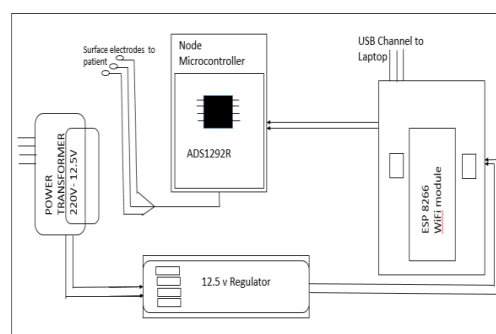 Surface electrodes to
patient
Node
Microcontroller
ADS1292R
USB Channel to
Laptop
POWER
TRANSFORMER
220V- 12.5V
ESP 8266
WiFi module
12.5 v Regulator